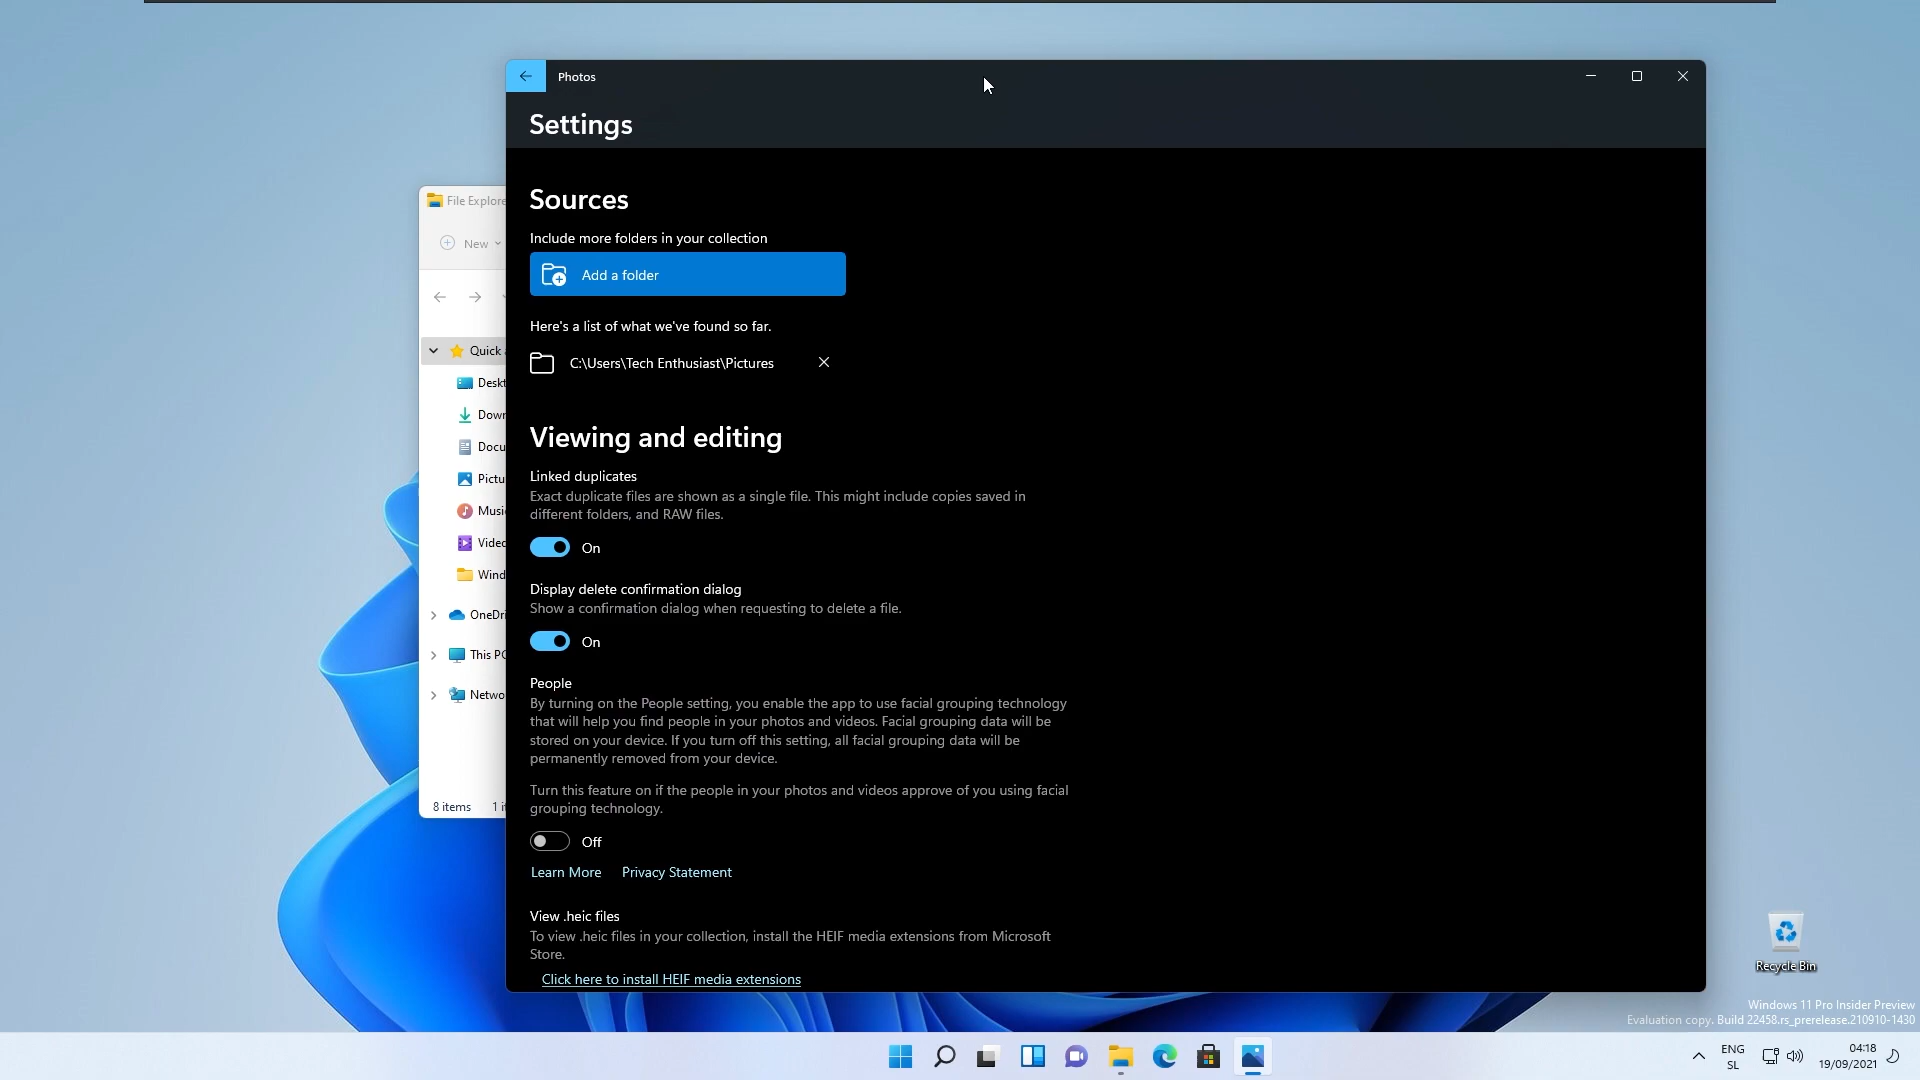 Photos
Settings
Sources
Include more folders in your collection
Add a folder
Here's a list of what we've found so far.
C:\Users\Tech Enthusiast\Pictures
Viewing and editing
Linked duplicates
Exact duplicate files are shown as a single file. This might include copies saved in
different folders, and RAW files.
On
Display delete confirmation dialog
Show a confirmation dialog when requesting to delete a file.
On
People
By turning on the People setting, you enable the app to use facial grouping technology
that will help you find people in your photos and videos. Facial grouping data will be
stored on your device. If you turn off this setting, all facial grouping data will be
permanently removed from your device.
Turn this feature on if the people in your photos and videos approve of you using facial
grouping technology.
Off
Learn More Privacy Statement
View .heic files
To view .heic files in your collection, install the HEIF media extensions from Microsoft
Store.
Click here to install HEIF media extensions
File Explore
New
Quick
Deskt
Down
Docu
Pictu
Music
Video
Wind
OneDri
This PC
Netwo
8 items 1
Recycle Bin
Windows 11 Pro Insider Preview
Evaluation copy. Build 22458.rs_prerelease.210910-1430
ENG
SL
04:18
19/09/2021